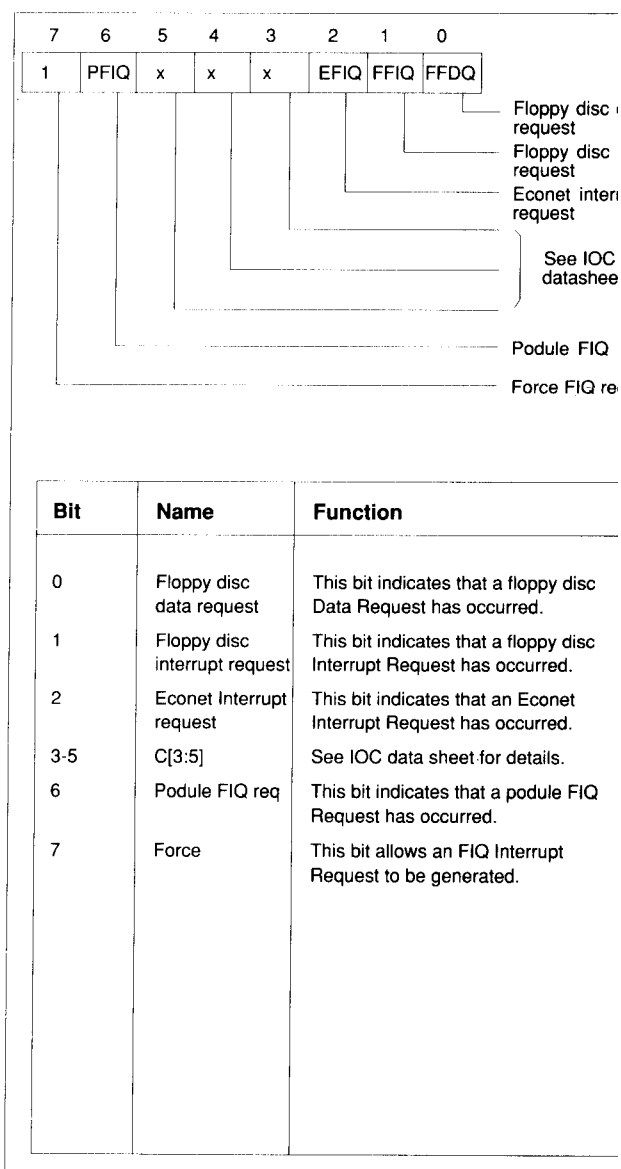 7 6 5 4 3 2 1 0
1 PFIQ x x x EFIQ FFIQ FFDQ
Floppy disc
request
Floppy disc
request
Econet
request
See IOC
Podule FIQ
Force FIQ
Bit Name Function
0 Floppy disc This bit indicates that a floppy disc
data request Data Request has occurred.
1 Floppy disc This bit indicates that a floppy disc
interrupt request Interrupt Request has occurred.
2 Econet Interrupt This bit indicates that an Econet
request Interrupt Request has occurred.
3-5 C[3:5] See IOC data sheet for details.
6 Podule FIQ req This bit indicates that a podule FIQ
Request has occurred.
7 Force This bit allows an FIQ Interrupt
Request to be generated.